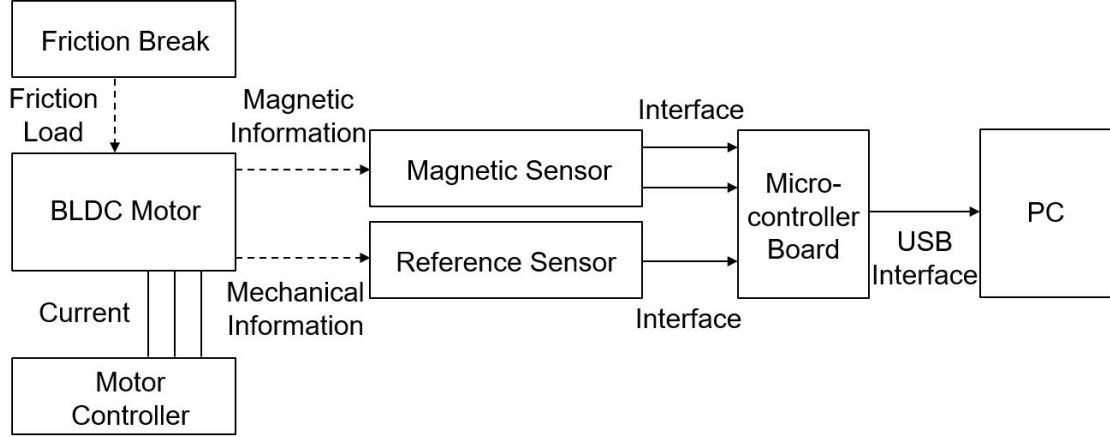 Friction Break
Friction
Load
Magnetic
Information
Interface
BLDC Motor
Magnetic Sensor
Micro-
controller
Board
PC
Reference Sensor
USB
Interface
Mechanical
Information
Interface
Current
Motor
Controller